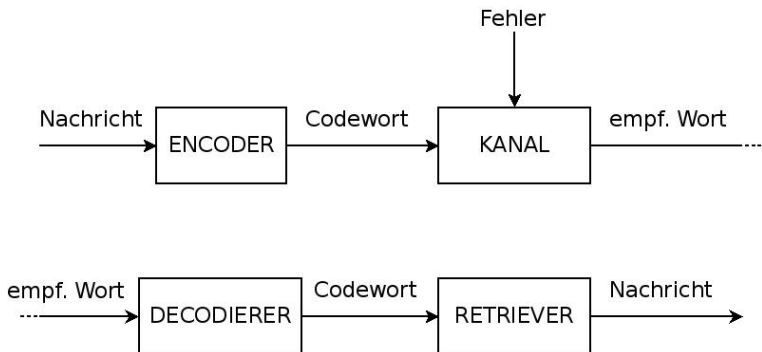 Fehler
Nachricht
ENCODER
Codewort
KANAL
empf. Wort
empf. Wort
DECODIERER
Codewort
RETRIEVER
Nachricht